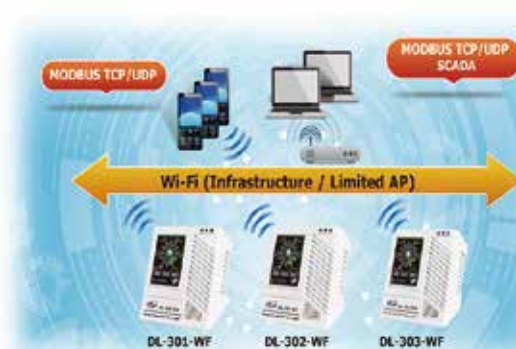 MODBUS TCP/UDP
MODBUS TCP/UDP
SCADA
Wi-Fi (Infrastructure / Limited AP)
DL-301-WF
DL-302-WF
DL-303-WF